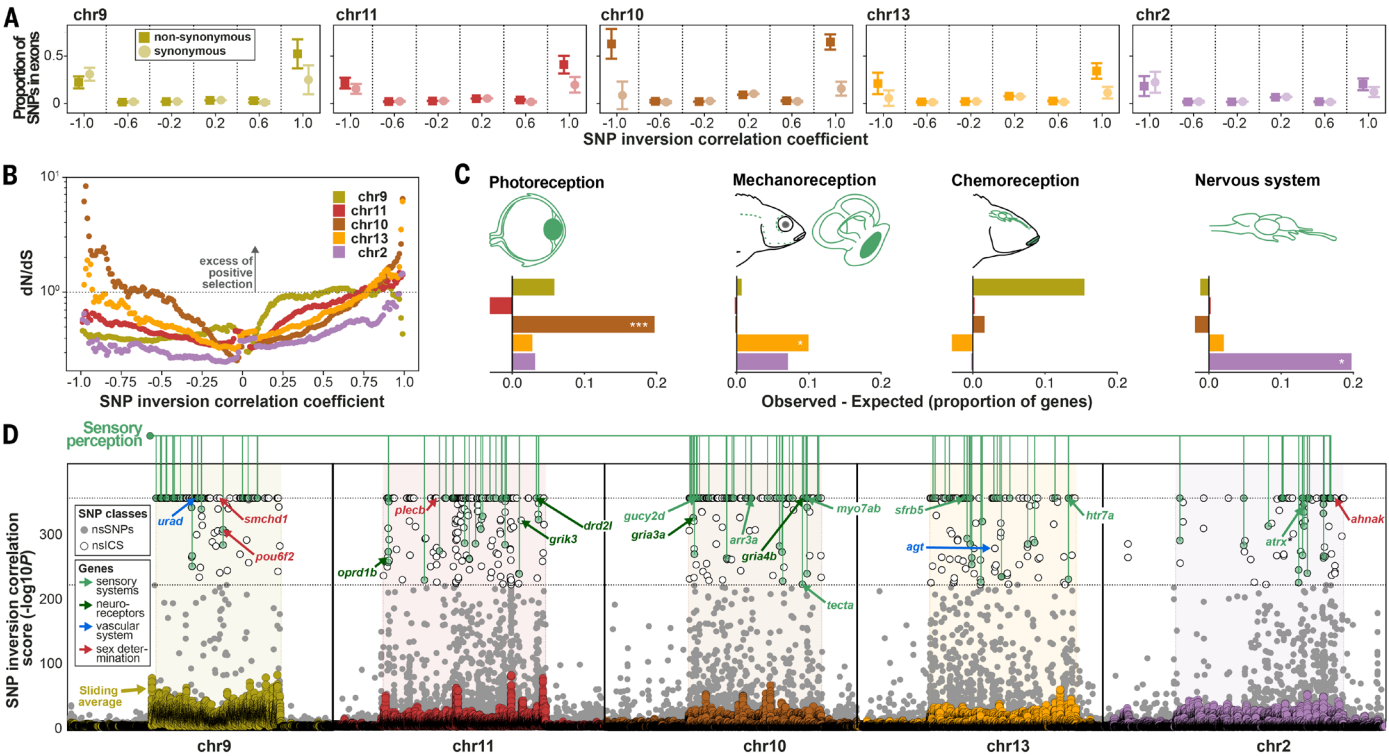 A
chr9
chr11
chr10
chr13
chr2
Proportion of
SNPs in exons
0.5
0
non-synonymous
synonymous
-1.0 -0.6 -0.2 0.2 0.6 1.0
-1.0 -0.6 -0.2 0.2 0.6 1.0
-1.0 -0.6 -0.2 0.2 0.6 1.0
-1.0 -0.6 -0.2 0.2 0.6 1.0
-1.0 -0.6 -0.2 0.2 0.6 1.0
SNP inversion correlation coefficient
B
dN/dS
10¹
10⁰
chr9
chr11
chr10
chr13
chr2
excess of
positive
selection
-1.0 -0.75 -0.5 -0.25 0 0.25 0.5 0.75 1.0
SNP inversion correlation coefficient
C
Photoreception
Mechanoreception
Chemoreception
Nervous system
***
*
*
0.0 0.1 0.2
0.0 0.1 0.2
0.0 0.1 0.2
0.0 0.1 0.2
Observed - Expected (proportion of genes)
D
Sensory
perception
SNP inversion correlation
score (-log10P)
300
200
100
0
SNP classes
nsSNPs
nsICS
Genes
sensory
systems
neuro-
receptors
vascular
system
sex deter-
mination
Sliding
average
urad
smchd1
pou6f2
plecb
drd2l
grik3
oprd1b
gucy2d
gria3a
arr3a
gria4b
myo7ab
tecta
sfrb5
agt
htr7a
atrx
ahnak
chr9
chr11
chr10
chr13
chr2